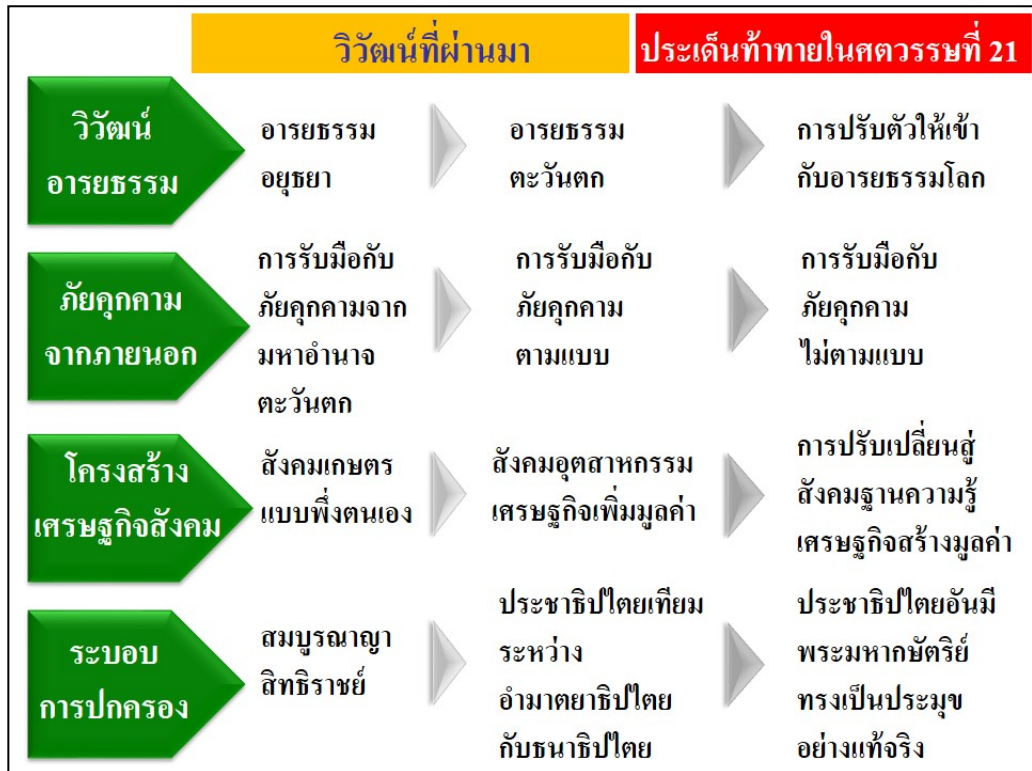 วิวัฒน์ที่ผ่านมา
ประเด็นท้าทายในศตวรรษที่ 21
วิวัฒน์
อารยธรรม
อารยธรรม
อยุธยา
อารยธรรม
ตะวันตก
การปรับตัวให้เข้า
กับอารยธรรมโลก
ภัยคุกคาม
จากภายนอก
การรับมือกับ
ภัยคุกคามจาก
มหาอำนาจ
ตะวันตก
การรับมือกับ
ภัยคุกคาม
ตามแบบ
การรับมือกับ
ภัยคุกคาม
ไม่ตามแบบ
โครงสร้าง
เศรษฐกิจสังคม
สังคมเกษตร
แบบพึ่งตนเอง
สังคมอุตสาหกรรม
เศรษฐกิจเพิ่มมูลค่า
การปรับเปลี่ยนสู่
สังคมฐานความรู้
เศรษฐกิจสร้างมูลค่า
ระบอบ
การปกครอง
สมบูรณาญา
สิทธิราชย์
ประชาธิปไตยเทียม
ระหว่าง
อำมาตยาธิปไตย
กับธนาธิปไตย
ประชาธิปไตยอันมี
พระมหากษัตริย์
ทรงเป็นประมุข
อย่างแท้จริง